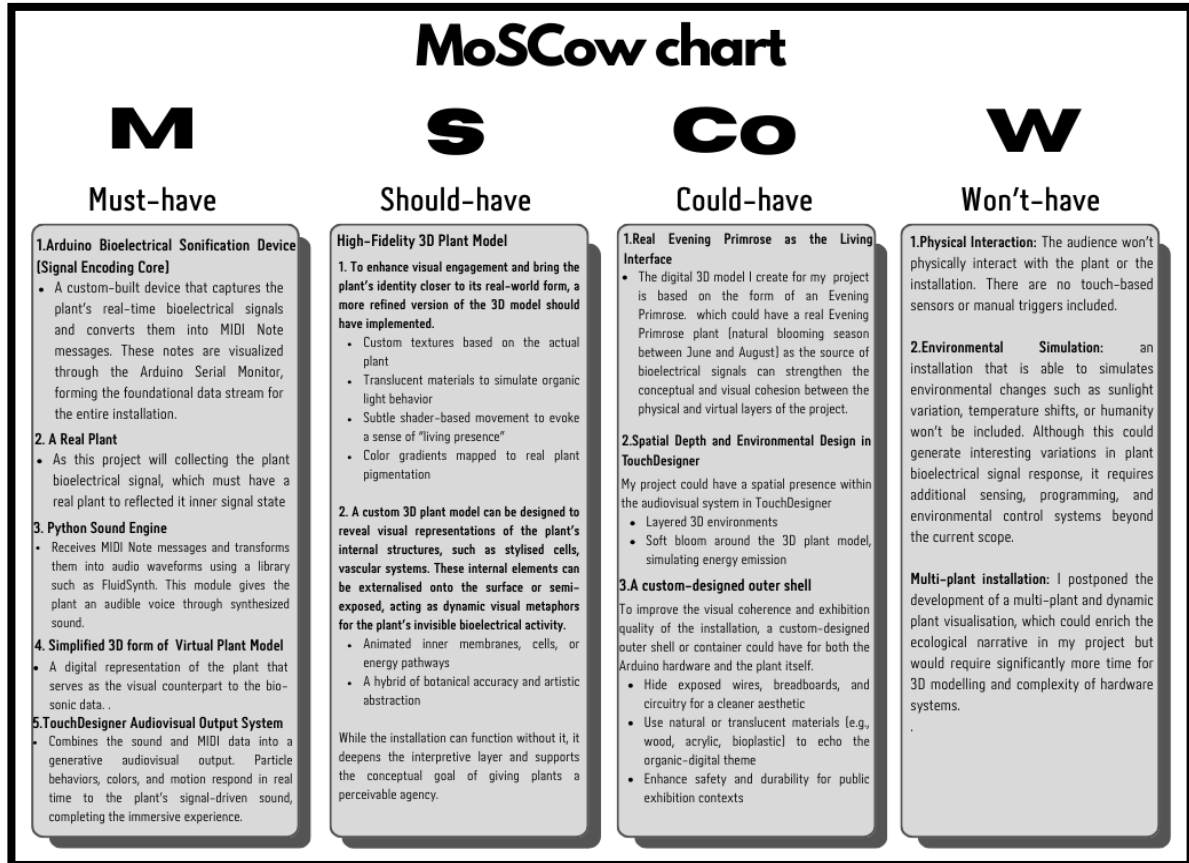 MoSCow chart
M
Must-have
1.Arduino Bioelectrical Sonification Device
(Signal Encoding Core)
• A custom-built device that captures the
plant's real-time bioelectrical signals
and converts them into MIDI Note
messages. These notes are visualized
through the Arduino Serial Monitor,
forming the foundational data stream for
the entire installation.
2. A Real Plant
• As this project will collecting the plant
bioelectrical signal, which must have a
real plant to reflected it inner signal state
3. Python Sound Engine
• Receives MIDI Note messages and transforms
them into audio waveforms using a library
such as FluidSynth. This module gives the
plant an audible voice through synthesized
sound.
4. Simplified 3D form of Virtual Plant Model
• A digital representation of the plant that
serves as the visual counterpart to the bio-
sonic data. .
5.TouchDesigner Audiovisual Output System
• Combines the sound and MIDI data into a
generative audiovisual output. Particle
behaviors, colors, and motion respond in real
time to the plant's signal-driven sound,
completing the immersive experience.
S
Should-have
High-Fidelity 3D Plant Model
1. To enhance visual engagement and bring the
plant's identity closer to its real-world form, a
more refined version of the 3D model should
have implemented.
• Custom textures based on the actual
plant
• Translucent materials to simulate organic
light behavior
• Subtle shader-based movement to evoke
a sense of "living presence"
• Color gradients mapped to real plant
pigmentation
2. A custom 3D plant model can be designed to
reveal visual representations of the plant's
internal structures, such as stylised cells,
vascular systems. These internal elements can
be externalised onto the surface or semi-
exposed, acting as dynamic visual metaphors
for the plant's invisible bioelectrical activity.
• Animated inner membranes, cells, or
energy pathways
• A hybrid of botanical accuracy and artistic
abstraction
While the installation can function without it, it
deepens the interpretive layer and supports
the conceptual goal of giving plants a
perceivable agency.
Co
Could-have
1.Real Evening Primrose as the Living
Interface
• The digital 3D model I create for my project
is based on the form of an Evening
Primrose. which could have a real Evening
Primrose plant (natural blooming season
between June and August) as the source of
bioelectrical signals can strengthen the
conceptual and visual cohesion between the
physical and virtual layers of the project.
2.Spatial Depth and Environmental Design in
TouchDesigner
My project could have a spatial presence within
the audiovisual system in TouchDesigner
• Layered 3D environments
• Soft bloom around the 3D plant model,
simulating energy emission
3.A custom-designed outer shell
To improve the visual coherence and exhibition
quality of the installation, a custom-designed
outer shell or container could have for both the
Arduino hardware and the plant itself.
• Hide exposed wires, breadboards, and
circuitry for a cleaner aesthetic
• Use natural or translucent materials (e.g.,
wood, acrylic, bioplastic) to echo the
organic-digital theme
• Enhance safety and durability for public
exhibition contexts
W
Won't-have
1.Physical Interaction: The audience won't
physically interact with the plant or the
installation. There are no touch-based
sensors or manual triggers included.
2.Environmental Simulation: an
installation that is able to simulates
environmental changes such as sunlight
variation, temperature shifts, or humanity
won't be included. Although this could
generate interesting variations in plant
bioelectrical signal response, it requires
additional sensing, programming, and
environmental control systems beyond
the current scope.
Multi-plant installation: I postponed the
development of a multi-plant and dynamic
plant visualisation, which could enrich the
ecological narrative in my project but
would require significantly more time for
3D modelling and complexity of hardware
systems.
.